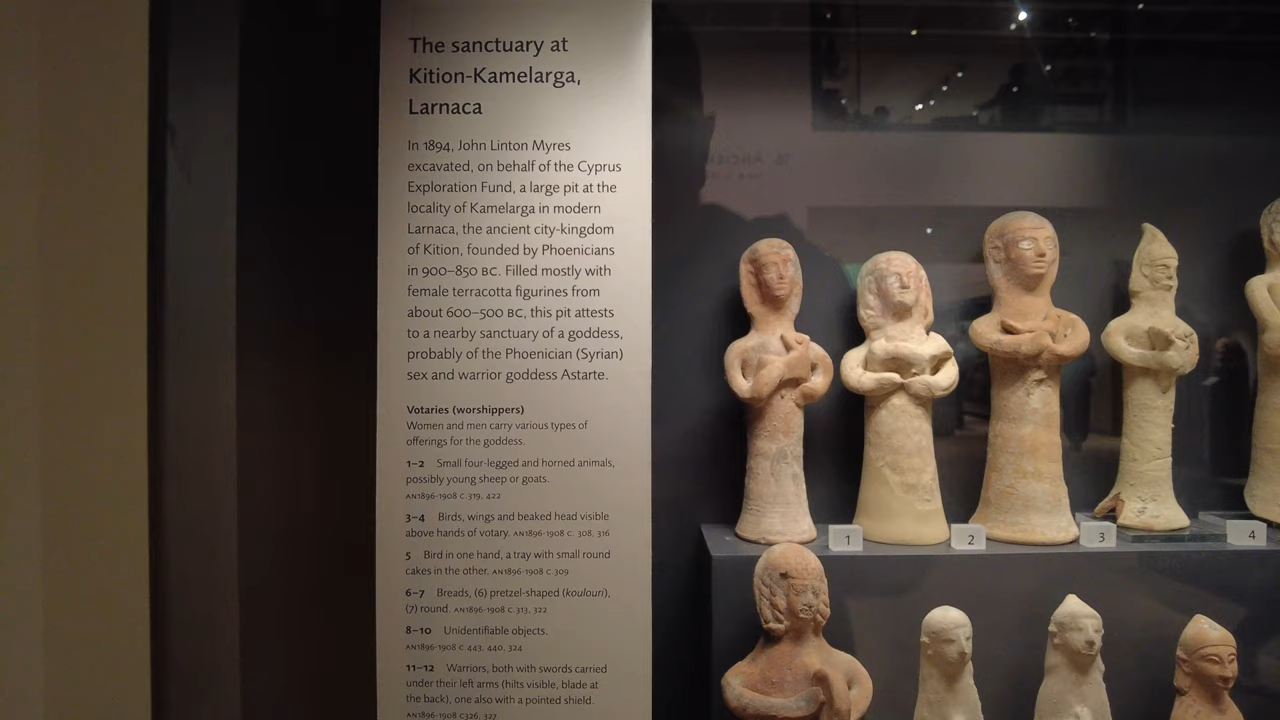 The sanctuary at
Kition-Kamelarga,
Larnaca
In 1894, John Linton Myres
excavated, on behalf of the Cyprus
Exploration Fund, a large pit at the
locality of Kamelarga in modern
Larnaca, the ancient city-kingdom
of Kition, founded by Phoenicians
in 900–850 BC. Filled mostly with
female terracotta figurines from
about 600–500 BC, this pit attests
to a nearby sanctuary of a goddess,
probably of the Phoenician (Syrian)
sex and warrior goddess Astarte.
Votaries (worshippers)
Women and men carry various types of
offerings for the goddess.
1–2 Small four-legged and horned animals,
possibly young sheep or goats.
AN1896-1908 C.319, 422
3–4 Birds, wings and beaked head visible
above hands of votary. AN1896-1908 C. 308, 316
5 Bird in one hand, a tray with small round
cakes in the other. AN1896-1908 C.309
6–7 Breads, (6) pretzel-shaped (koulouri),
(7) round. AN1896-1908 C.313, 322
8–10 Unidentifiable objects.
AN1896-1908 C.443, 440, 324
11–12 Warriors, both with swords carried
under their left arms (hilts visible, blade at
the back), one also with a pointed shield.
AN1896-1908 C326, 327
1
2
3
4